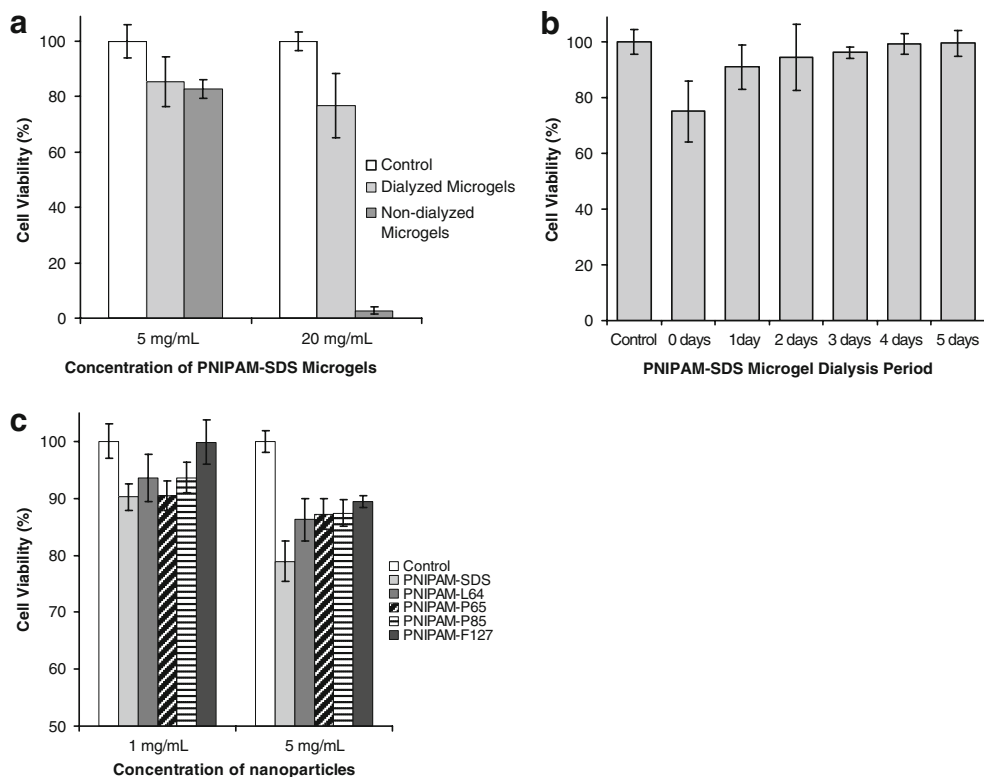 a
Cell Viability (%)
100
80
60
40
20
0
5 mg/mL
20 mg/mL
Concentration of PNIPAM-SDS Microgels
Control
Dialyzed Microgels
Non-dialyzed
Microgels
b
Cell Viability (%)
100
80
60
40
20
0
Control
0 days
1day
2 days
3 days
4 days
5 days
PNIPAM-SDS Microgel Dialysis Period
c
Cell Viability (%)
100
90
80
70
60
50
1 mg/mL
5 mg/mL
Concentration of nanoparticles
Control
PNIPAM-SDS
PNIPAM-L64
PNIPAM-P65
PNIPAM-P85
PNIPAM-F127